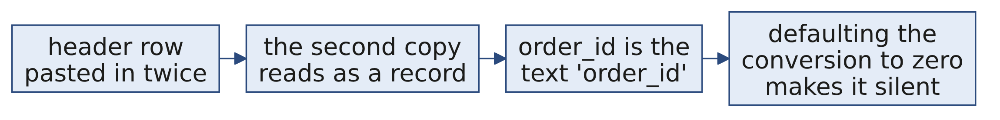 header row
pasted in twice
the second copy
reads as a record
order_id is the
text 'order_id'
defaulting the
conversion to zero
makes it silent